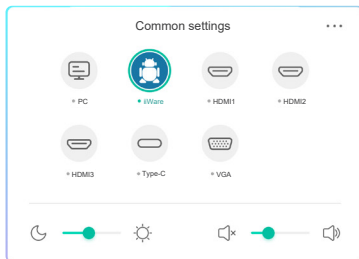 Common settings
PC
iiWare
HDMI1
HDMI2
HDMI3
Type-C
VGA